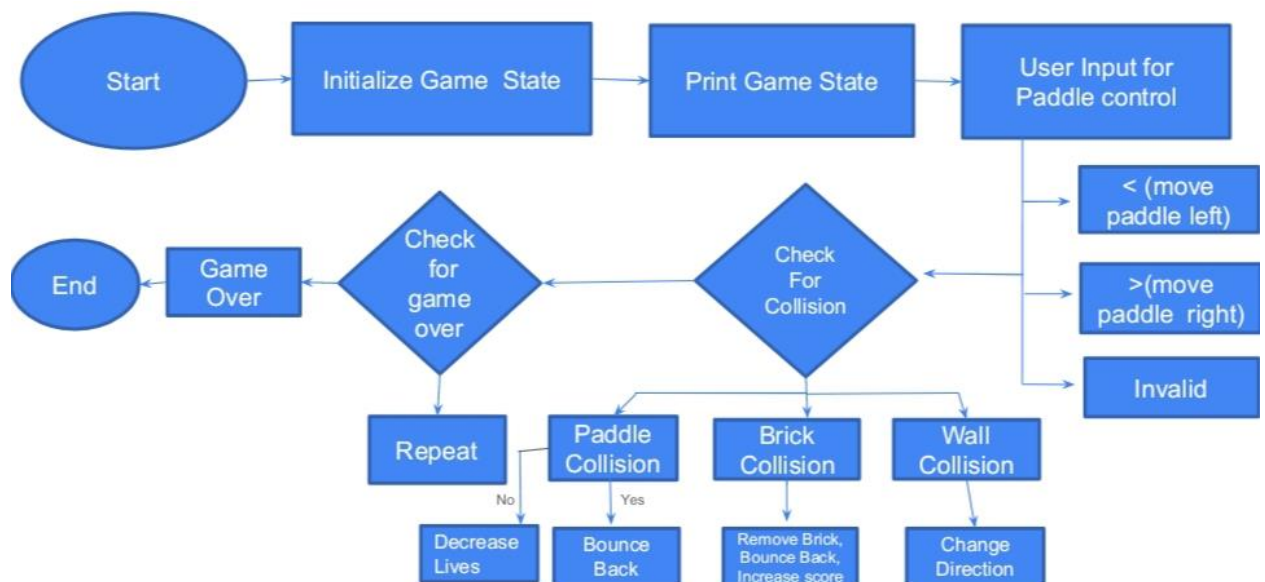 Start
Initialize Game State
Print Game State
User Input for
Paddle control
< (move
paddle left)
>(move
paddle right)
Invalid
Check
For
Collision
Check
for
game
over
Game
Over
End
Repeat
Paddle
Collision
Brick
Collision
Wall
Collision
No
Yes
Decrease
Lives
Bounce
Back
Remove Brick,
Bounce Back,
Increase score
Change
Direction